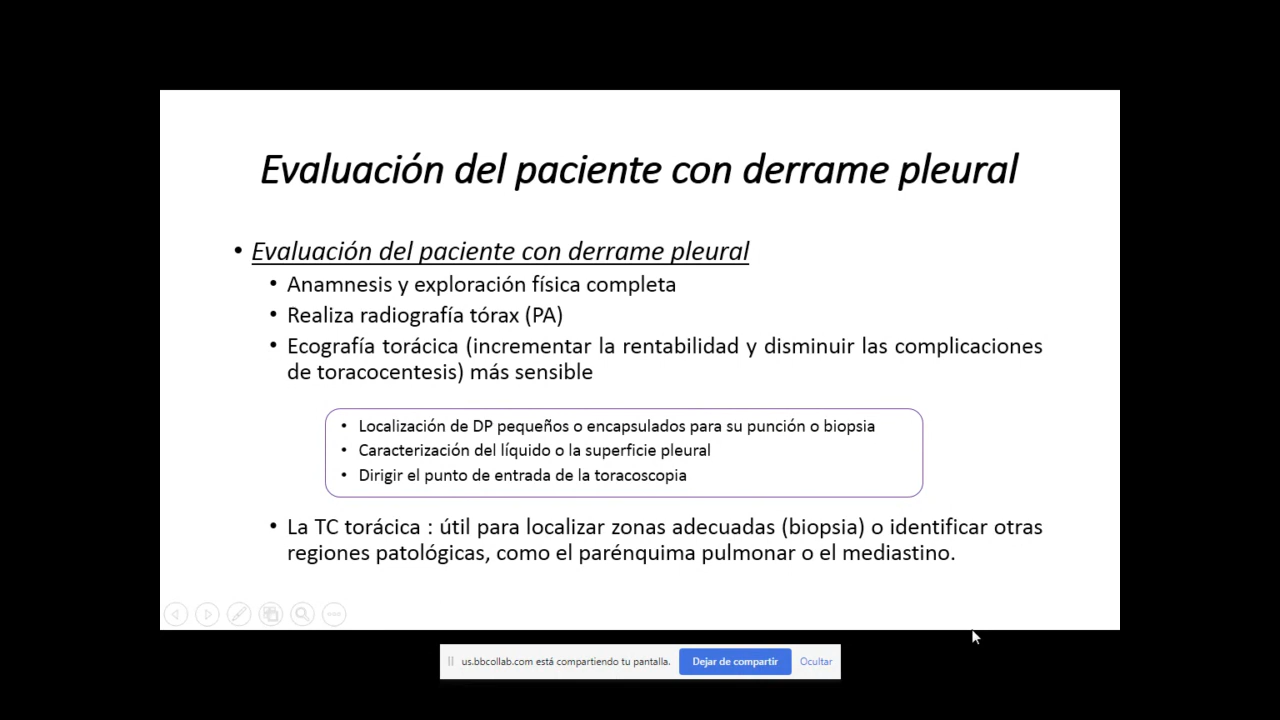 Evaluación del paciente con derrame pleural
• Evaluación del paciente con derrame pleural
• Anamnesis y exploración física completa
• Realiza radiografía tórax (PA)
• Ecografía torácica (incrementar la rentabilidad y disminuir las complicaciones
de toracocentesis) más sensible
• Localización de DP pequeños o encapsulados para su punción o biopsia
• Caracterización del líquido o la superficie pleural
• Dirigir el punto de entrada de la toracoscopia
• La TC torácica : útil para localizar zonas adecuadas (biopsia) o identificar otras
regiones patológicas, como el parénquima pulmonar o el mediastino.
us.bbcollab.com está compartiendo tu pantalla. Dejar de compartir Ocultar